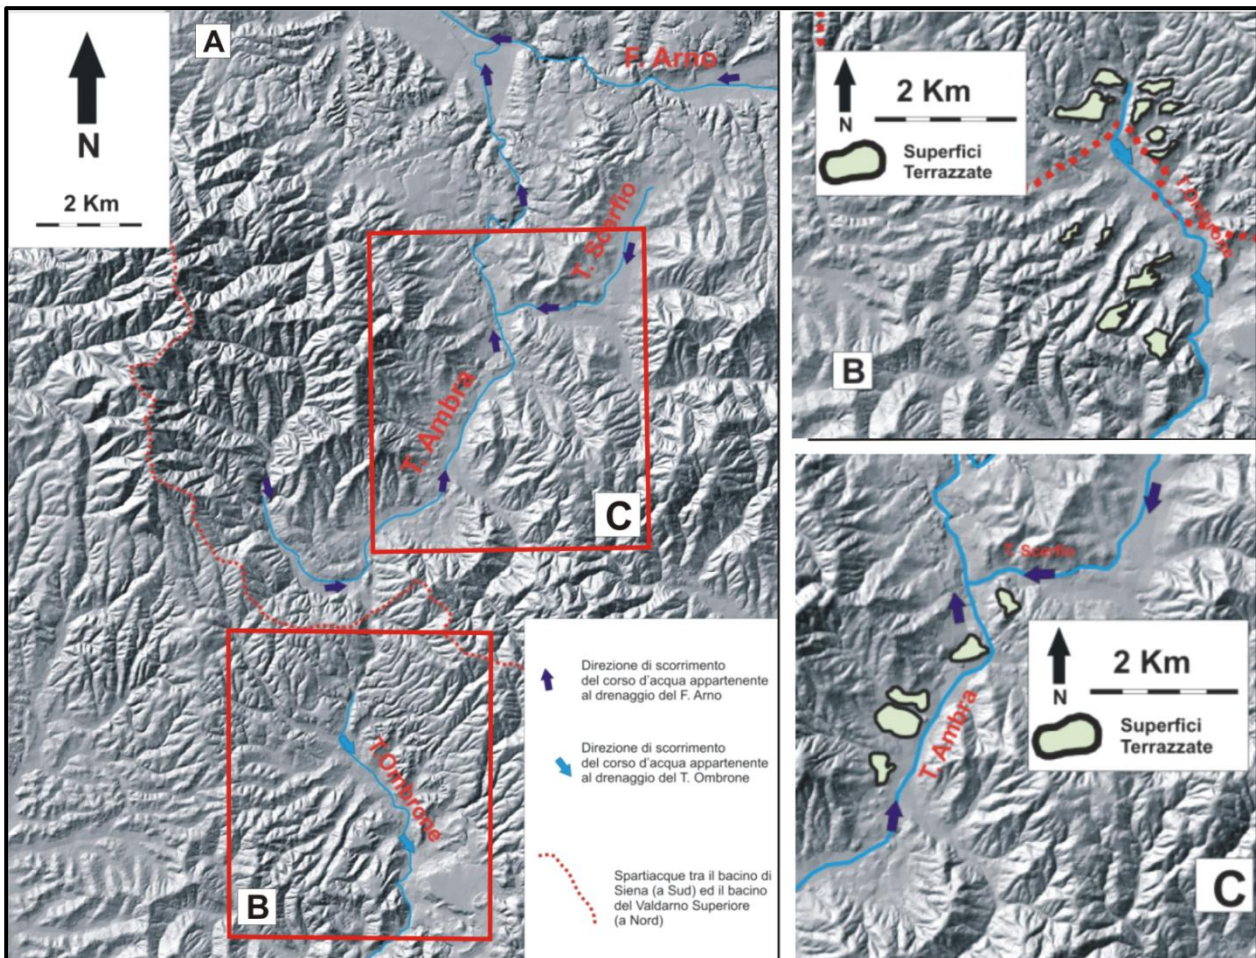 A
N
2 Km
F. Arno
T. Scarfio
T. Ambra
C
T.Ombrone
B
Direzione di scorrimento
del corso d'acqua appartenente
al drenaggio del F. Arno
Direzione di scorrimento
del corso d'acqua appartenente
al drenaggio del T. Ombrone
Spartiacque tra il bacino di
Siena (a Sud) ed il bacino
del Valdarno Superiore
(a Nord)
2 Km
N
Superfici
Terrazzate
T.Ombrone
B
T. Scerfio
2 Km
N
Superfici
Terrazzate
T. Ambra
C